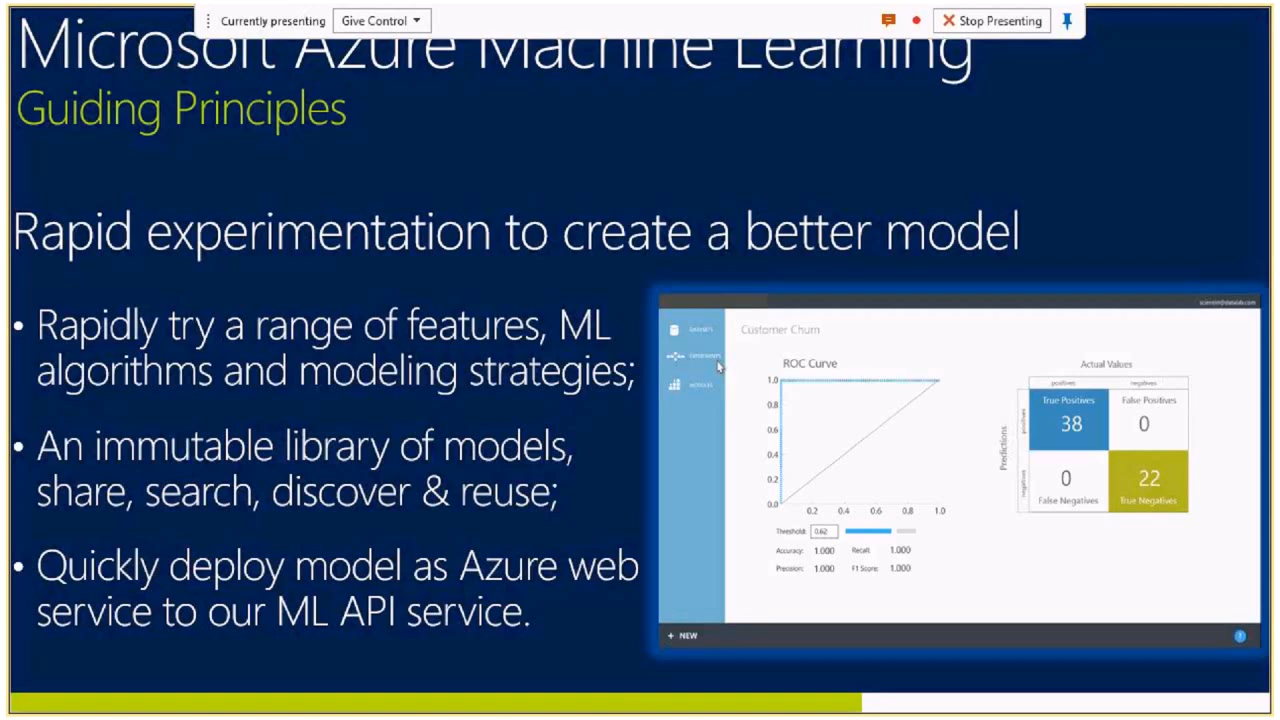 Currently presenting Give Control Stop Presenting
Microsoft Azure Machine Learning
Guiding Principles
Rapid experimentation to create a better model
• Rapidly try a range of features, ML
algorithms and modeling strategies;
• An immutable library of models,
share, search, discover & reuse;
• Quickly deploy model as Azure web
service to our ML API service.
Customer Churn
ROC Curve
1.0
0.8
0.6
0.4
0.2
0.0
0.2 0.4 0.6 0.8 1.0
Threshold: 0.62
Accuracy: 1.000 Recall: 1.000
Precision: 1.000 F1 Score: 1.000
Actual Values
positives negatives
Predictions
positives
negatives
True Positives False Positives
38 0
0 22
False Negatives True Negatives
+ NEW
?